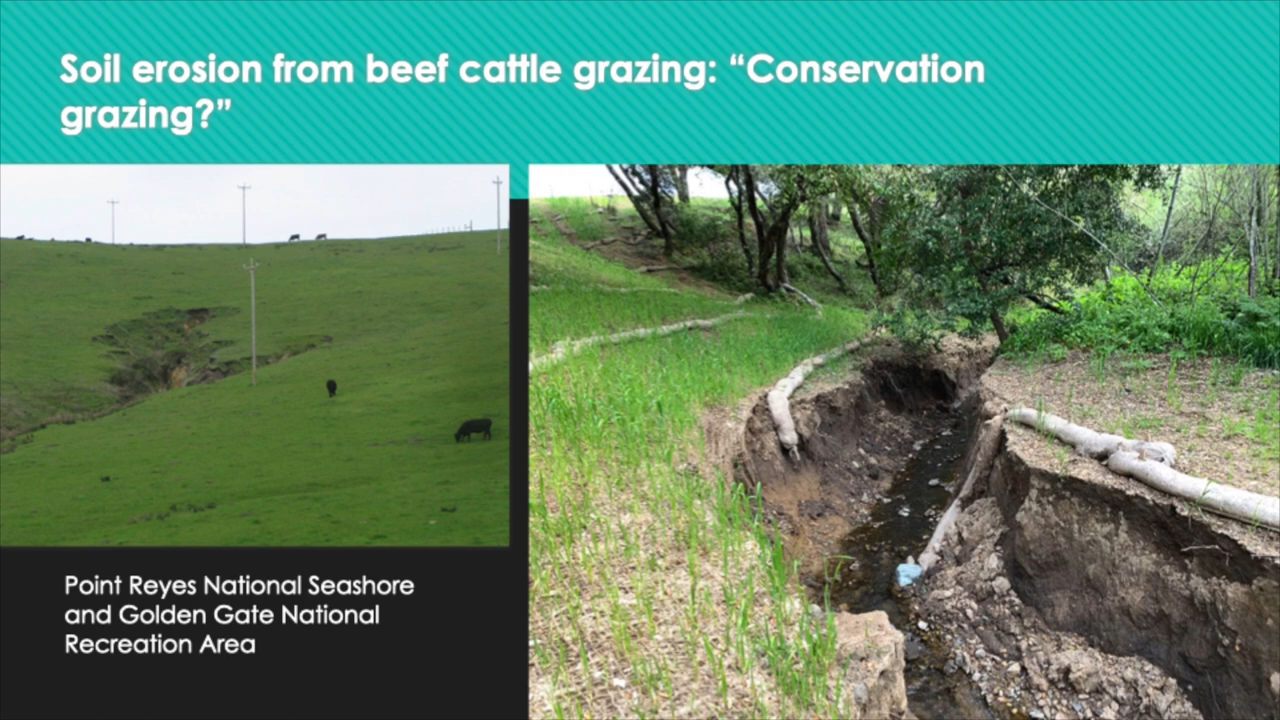 Soil erosion from beef cattle grazing: “Conservation
grazing?”
Point Reyes National Seashore
and Golden Gate National
Recreation Area